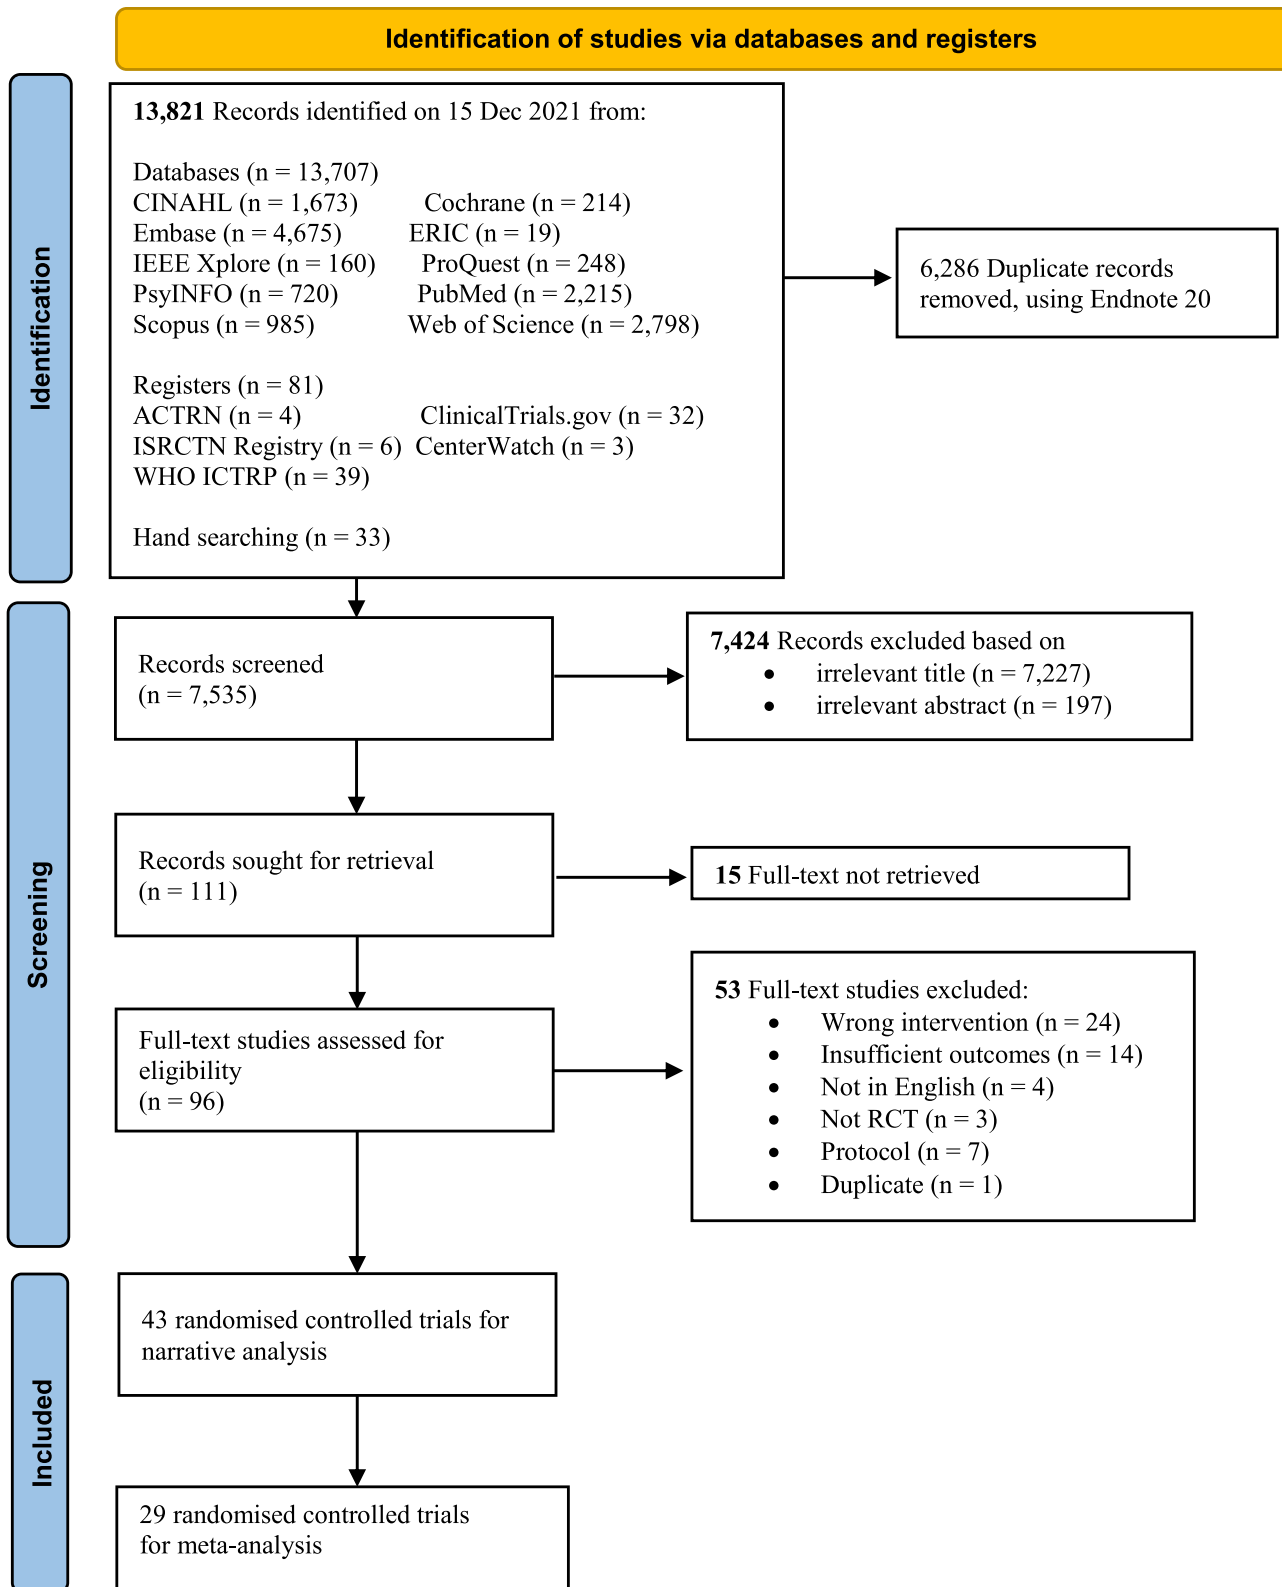 Identification of studies via databases and registers
Identification
13,821 Records identified on 15 Dec 2021 from:
Databases (n = 13,707)
CINAHL (n = 1,673) Cochrane (n = 214)
Embase (n = 4,675) ERIC (n = 19)
IEEE Xplore (n = 160) ProQuest (n = 248)
PsyINFO (n = 720) PubMed (n = 2,215)
Scopus (n = 985) Web of Science (n = 2,798)
Registers (n = 81)
ACTRN (n = 4) ClinicalTrials.gov (n = 32)
ISRCTN Registry (n = 6) CenterWatch (n = 3)
WHO ICTRP (n = 39)
Hand searching (n = 33)
6,286 Duplicate records
removed, using Endnote 20
Screening
Records screened
(n = 7,535)
7,424 Records excluded based on
• irrelevant title (n = 7,227)
• irrelevant abstract (n = 197)
Records sought for retrieval
(n = 111)
15 Full-text not retrieved
Full-text studies assessed for
eligibility
(n = 96)
53 Full-text studies excluded:
• Wrong intervention (n = 24)
• Insufficient outcomes (n = 14)
• Not in English (n = 4)
• Not RCT (n = 3)
• Protocol (n = 7)
• Duplicate (n = 1)
Included
43 randomised controlled trials for
narrative analysis
29 randomised controlled trials
for meta-analysis